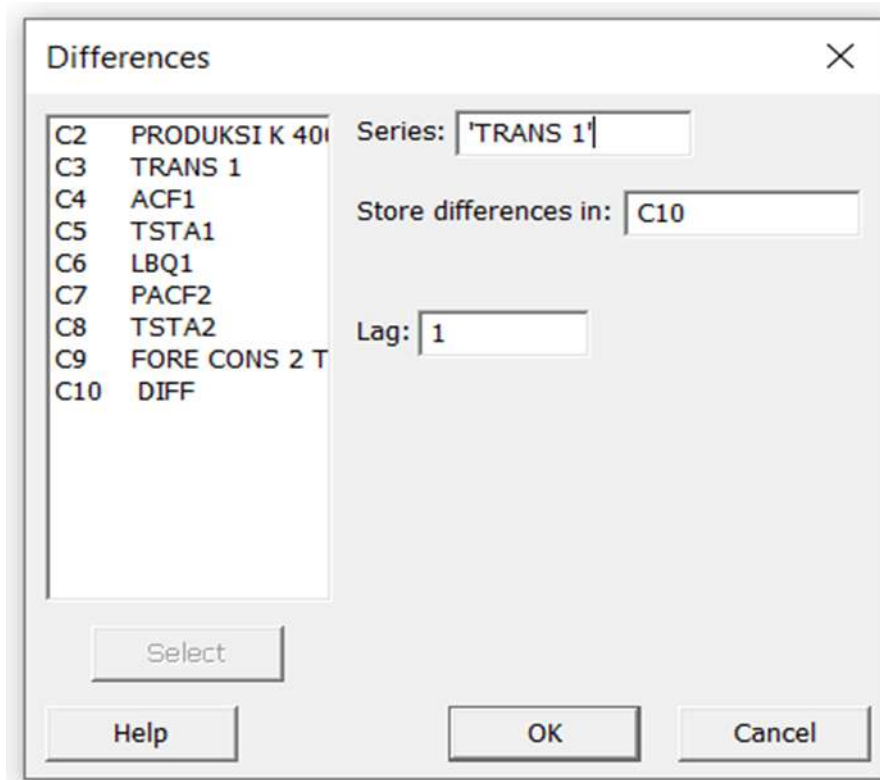 Differences
C2 PRODUKSI K 400
C3 TRANS 1
C4 ACF1
C5 TSTA1
C6 LBQ1
C7 PACF2
C8 TSTA2
C9 FORE CONS 2 T
C10 DIFF
Series: 'TRANS 1'
Store differences in: C10
Lag: 1
Select
Help OK Cancel